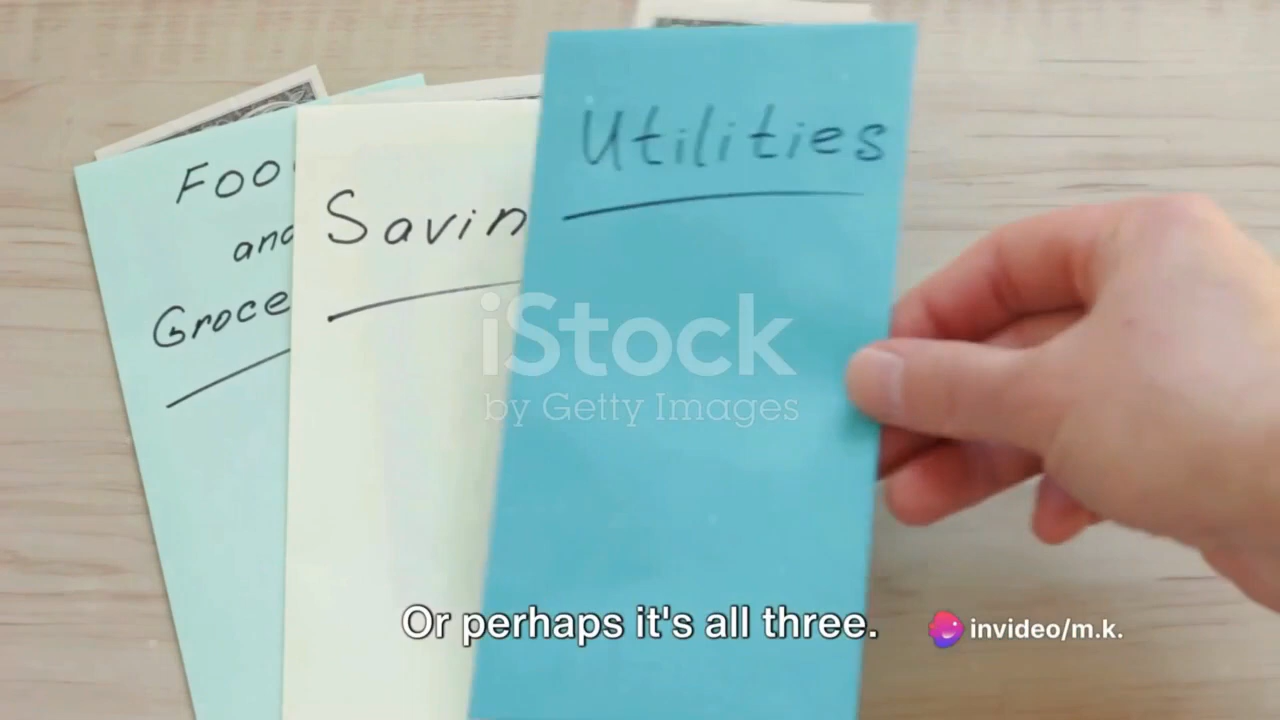 Foo
and
Groce
Savin
Utilities
iStock
by Getty Images
Or perhaps it's all three.
invideo/m.k.